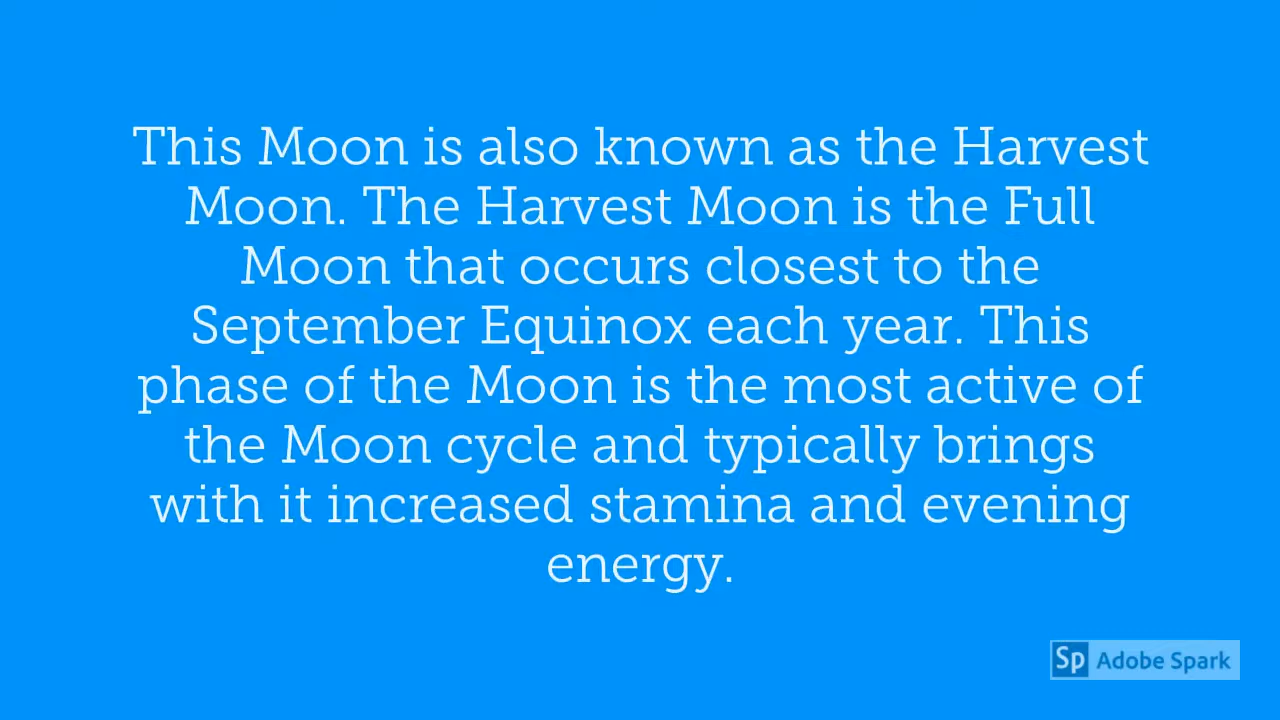 This Moon is also known as the Harvest
Moon. The Harvest Moon is the Full
Moon that occurs closest to the
September Equinox each year. This
phase of the Moon is the most active of
the Moon cycle and typically brings
with it increased stamina and evening
energy.
Sp Adobe Spark